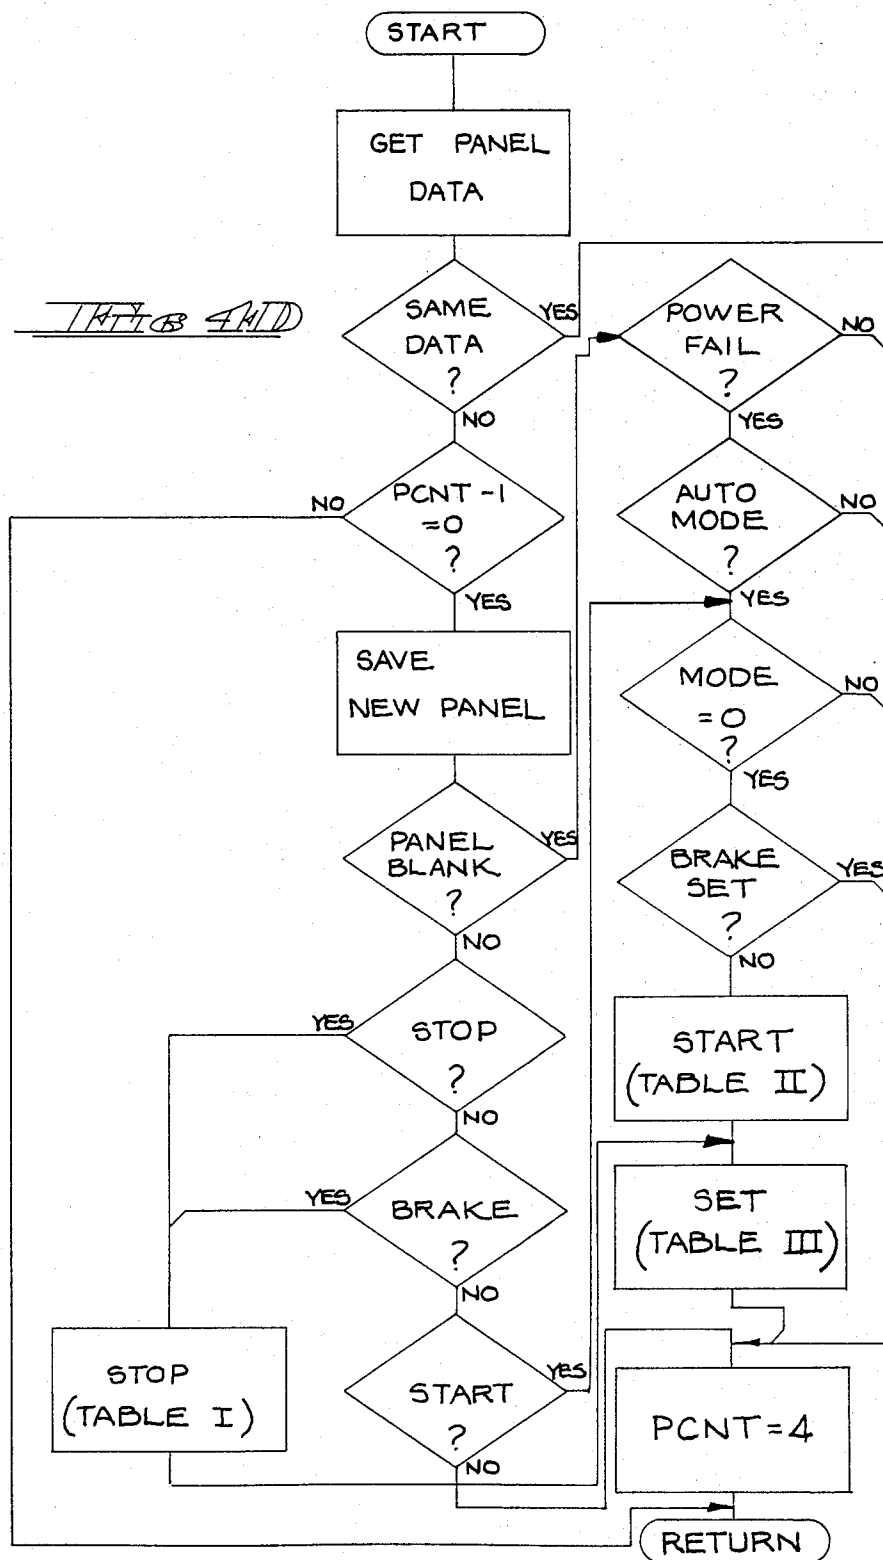 START
GET PANEL
DATA
FIG 4D
SAME
DATA
?
YES
NO
PCNT -1
=0
?
NO
YES
SAVE
NEW PANEL
PANEL
BLANK
?
YES
NO
STOP
?
YES
NO
BRAKE
?
YES
NO
STOP
(TABLE I)
START
?
YES
NO
POWER
FAIL
?
NO
YES
AUTO
MODE
?
NO
YES
MODE
=0
?
NO
YES
BRAKE
SET
?
YES
NO
START
(TABLE II)
SET
(TABLE III)
PCNT=4
RETURN